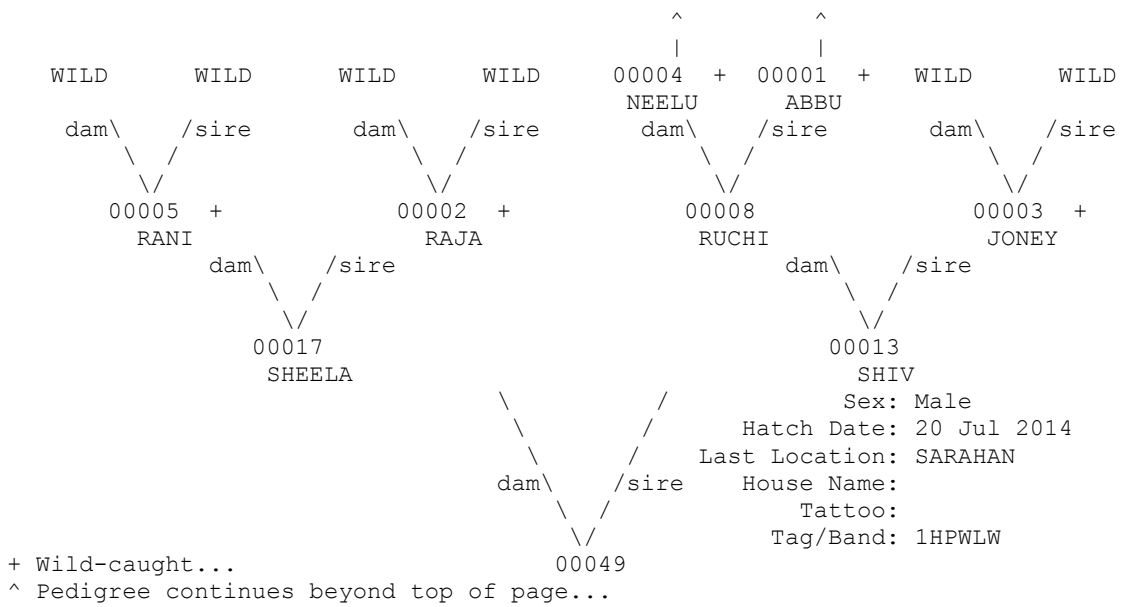 ^ ^
| |
WILD WILD WILD WILD 00004 + 00001 + WILD WILD
NEELU ABBU
dam\ /sire dam\ /sire dam\ /sire dam\ /sire
\ / \ / \ / \ /
\/ \/ \/ \/
00005 + 00002 + 00008 00003 +
RANI RAJA RUCHI JONEY
dam\ /sire dam\ /sire
\ / \ /
\/ \/
00017 00013
SHEELA SHIV
\ / Sex: Male
\ / Hatch Date: 20 Jul 2014
\ / Last Location: SARAHAN
dam\ /sire House Name:
\ / Tattoo:
\/ Tag/Band: 1HPWLW
+ Wild-caught... 00049
^ Pedigree continues beyond top of page...